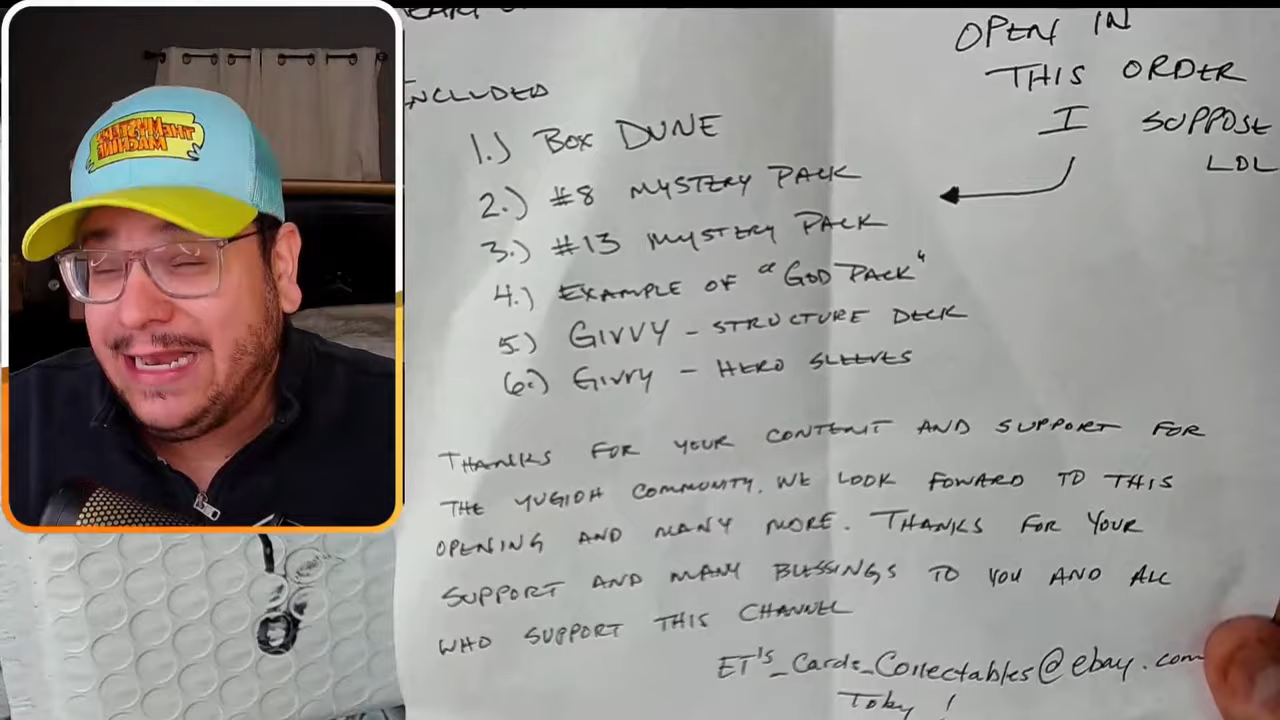 INCLUDED
OPEN IN
THIS ORDER
I SUPPOSE
LOL
1.) BOX DUNE
2.) #8 MYSTERY PACK
3.) #13 MYSTERY PACK
4.) EXAMPLE OF "GOD PACK"
5.) GIVVY - STRUCTURE DECK
6.) GIVVY - HERO SLEEVES
THANKS FOR YOUR CONTENT AND SUPPORT FOR
THE YUGIOH COMMUNITY. WE LOOK FOWARD TO THIS
OPENING AND MANY MORE. THANKS FOR YOUR
SUPPORT AND MANY BLESSINGS TO YOU AND ALL
WHO SUPPORT THIS CHANNEL
ET's_Cards_Collectables@ebay.com
Toby!
THE MYSTERY
MACHINE